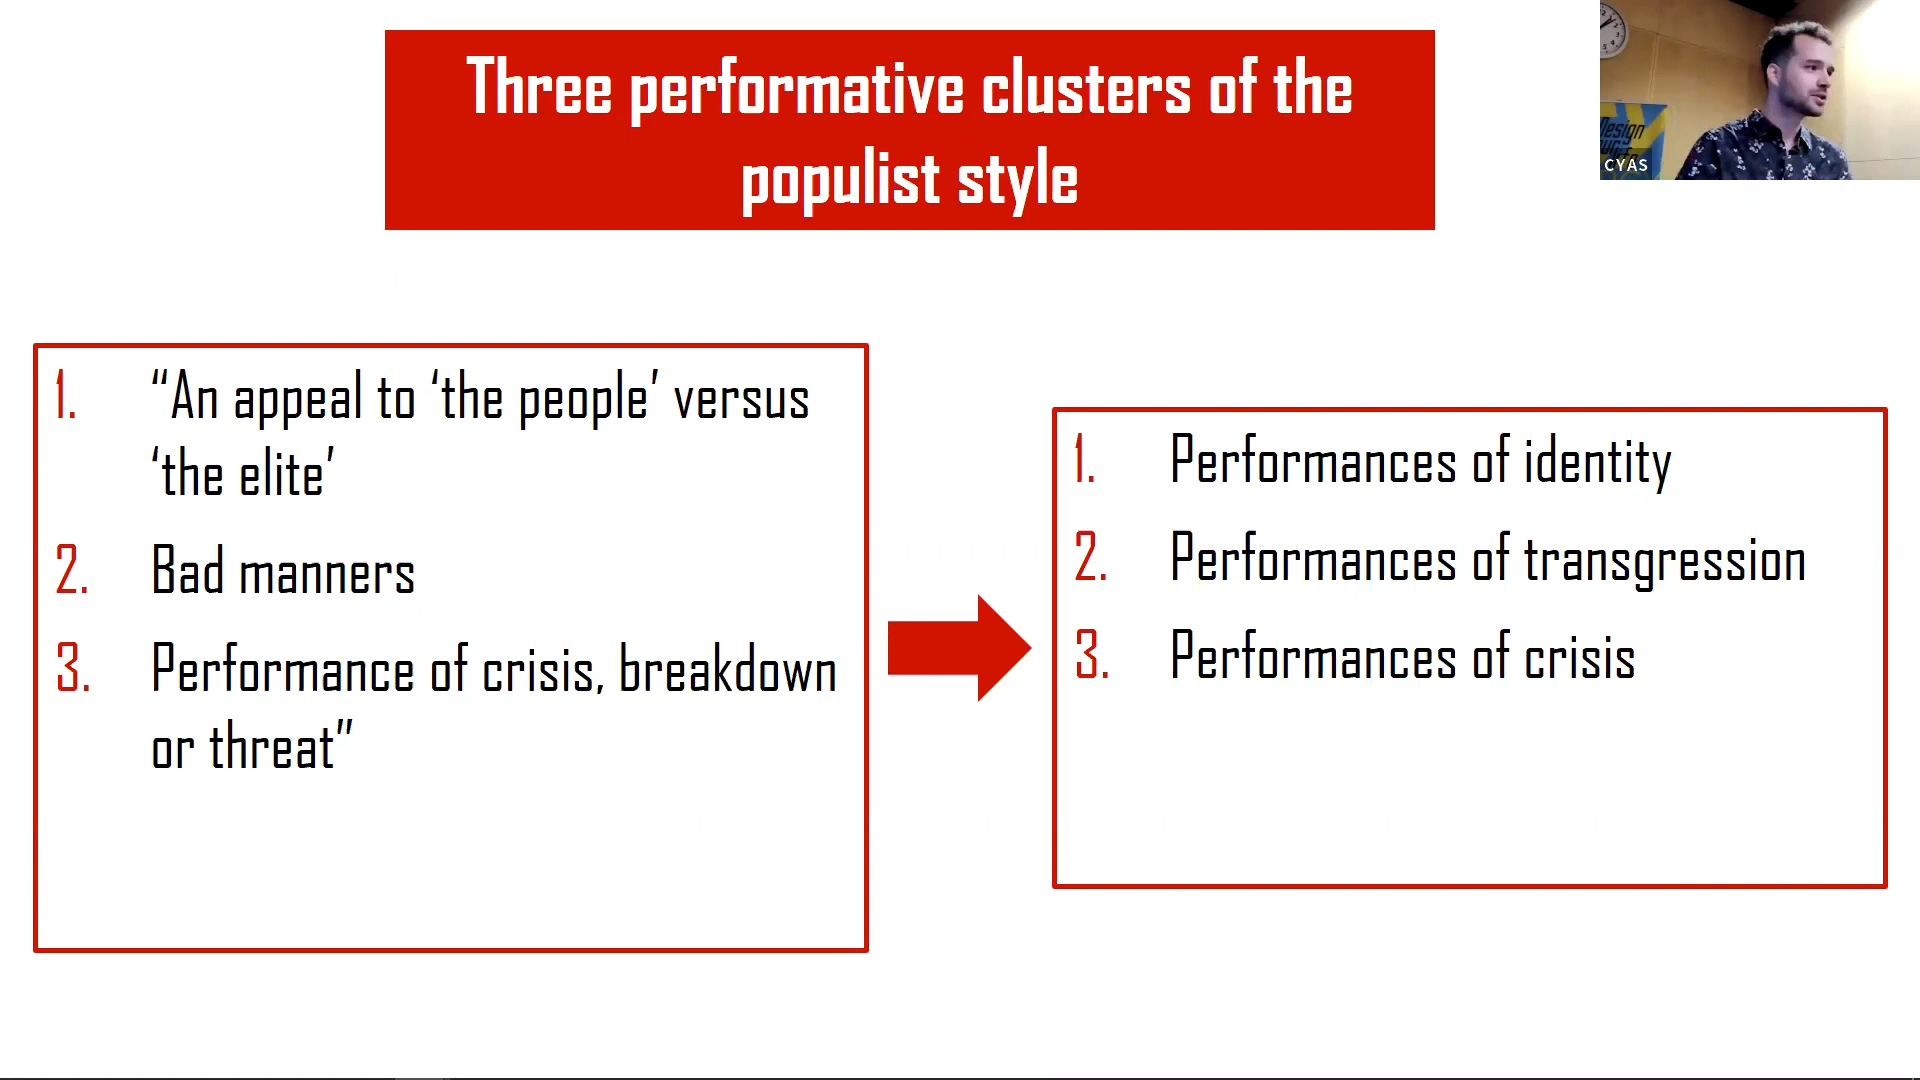 Three performative clusters of the
populist style
1. “An appeal to ‘the people’ versus
‘the elite’
2. Bad manners
3. Performance of crisis, breakdown
or threat”
1. Performances of identity
2. Performances of transgression
3. Performances of crisis
Design
CYAS